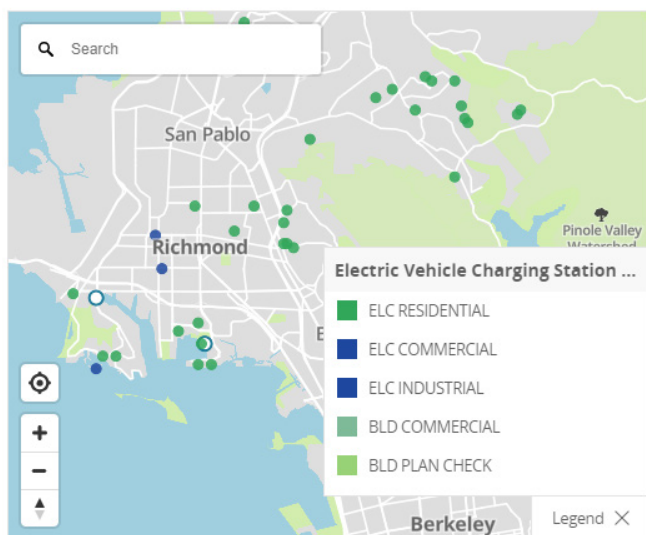 Search
San Pablo
Richmond
Pinole Valley
Watershed
Electric Vehicle Charging Station ...
ELC RESIDENTIAL
ELC COMMERCIAL
ELC INDUSTRIAL
BLD COMMERCIAL
BLD PLAN CHECK
Berkeley
Legend